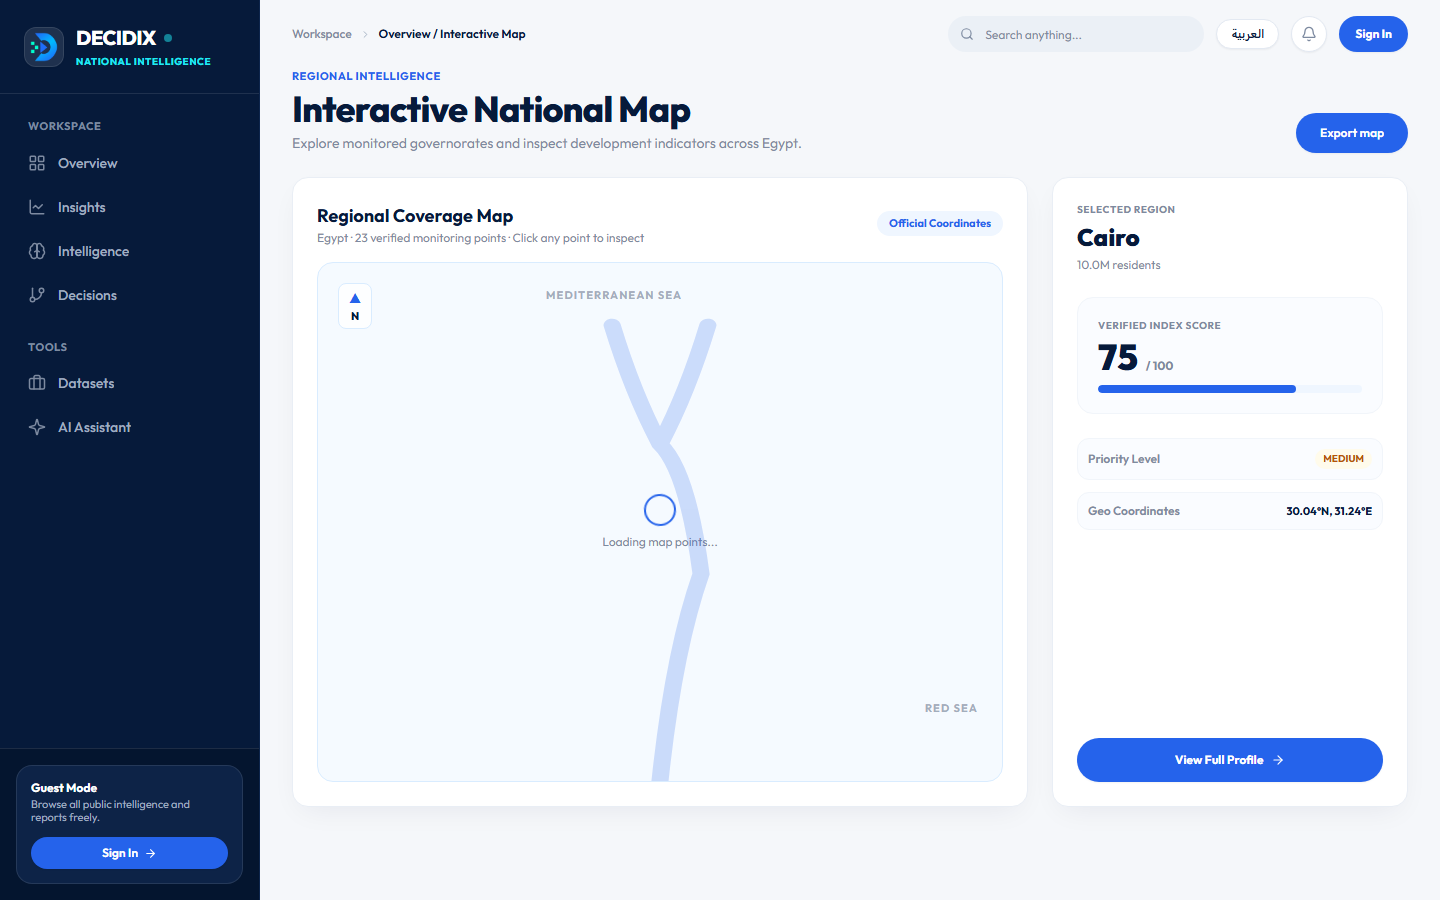 DECIDIX
NATIONAL INTELLIGENCE
WORKSPACE
Overview
Insights
Intelligence
Decisions
TOOLS
Datasets
AI Assistant
Guest Mode
Browse all public intelligence and
reports freely.
Sign In
Workspace
Overview / Interactive Map
Search anything...
العربية
Sign In
REGIONAL INTELLIGENCE
Interactive National Map
Explore monitored governorates and inspect development indicators across Egypt.
Export map
Regional Coverage Map
Egypt · 23 verified monitoring points · Click any point to inspect
Official Coordinates
N
MEDITERRANEAN SEA
Loading map points...
RED SEA
SELECTED REGION
Cairo
10.0M residents
VERIFIED INDEX SCORE
75 / 100
Priority Level MEDIUM
Geo Coordinates 30.04°N, 31.24°E
View Full Profile